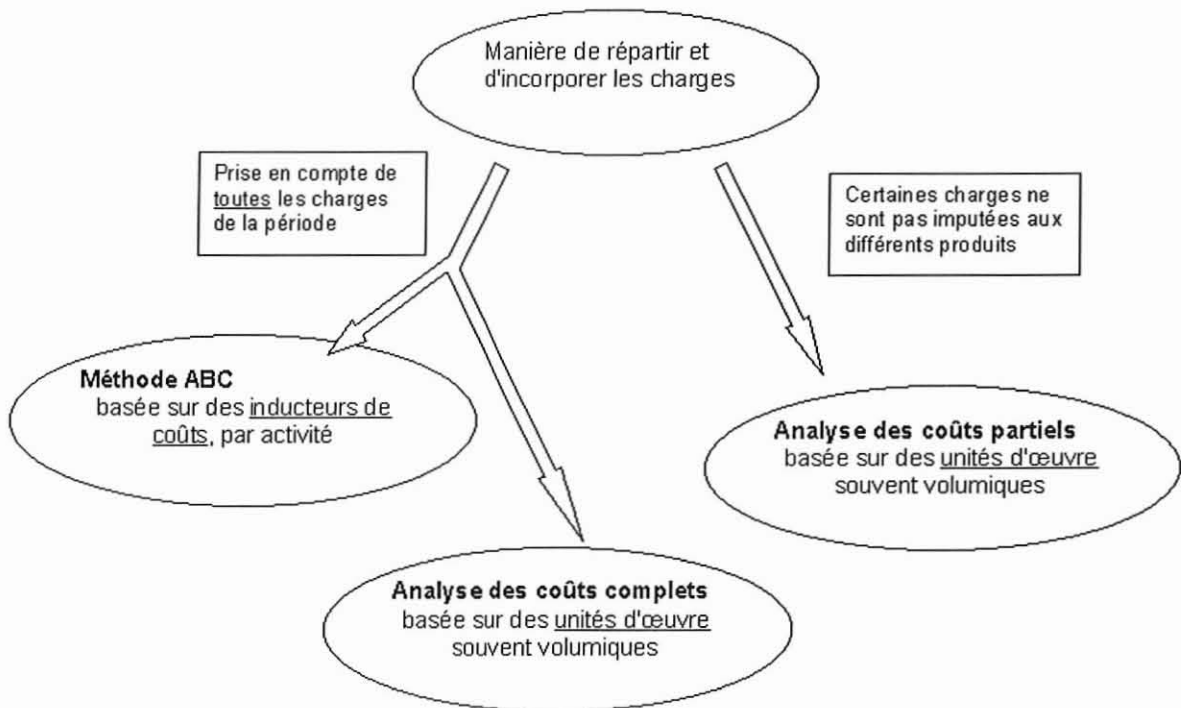 Manière de répartir et
d'incorporer les charges
Prise en compte de
toutes les charges
de la période
Certaines charges ne
sont pas imputées aux
différents produits
Méthode ABC
basée sur des inducteurs de
coûts, par activité
Analyse des coûts partiels
basée sur des unités d'œuvre
souvent volumiques
Analyse des coûts complets
basée sur des unités d'œuvre
souvent volumiques